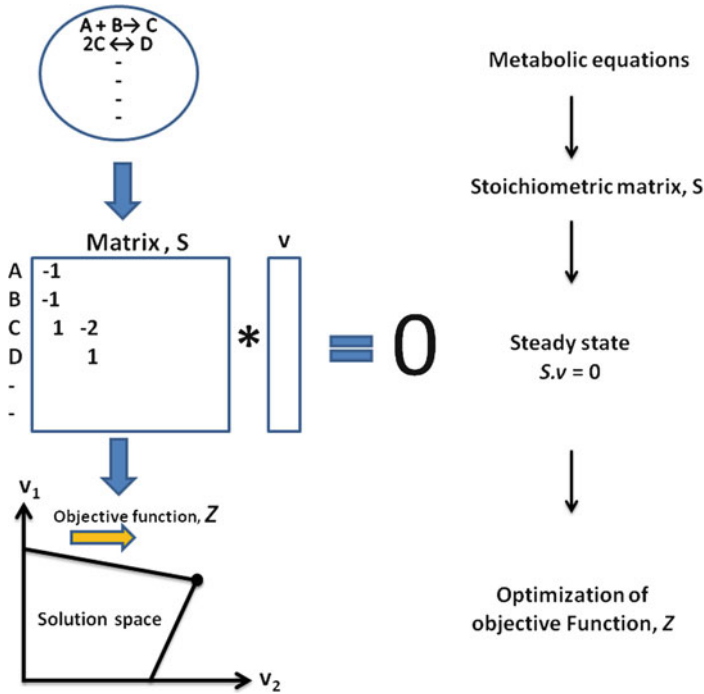 A + B → C
2C ↔ D
-
-
-
-
Matrix, S
v
A -1
B -1
C 1 -2
D 1
-
-
*
= 0
v1
Objective function, Z
Solution space
v2
Metabolic equations
Stoichiometric matrix, S
Steady state
S.v = 0
Optimization of
objective Function, Z